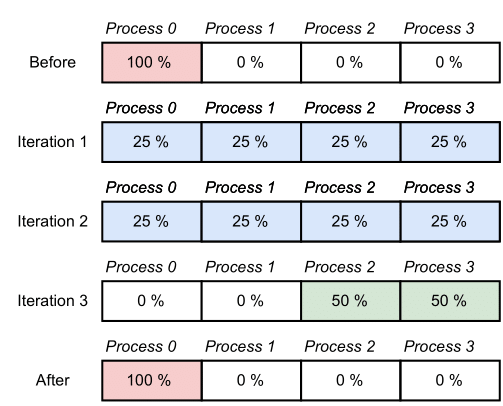 Process 0 Process 1 Process 2 Process 3
Before 100 % 0 % 0 % 0 %
Process 0 Process 1 Process 2 Process 3
Iteration 1 25 % 25 % 25 % 25 %
Process 0 Process 1 Process 2 Process 3
Iteration 2 25 % 25 % 25 % 25 %
Process 0 Process 1 Process 2 Process 3
Iteration 3 0 % 0 % 50 % 50 %
Process 0 Process 1 Process 2 Process 3
After 100 % 0 % 0 % 0 %